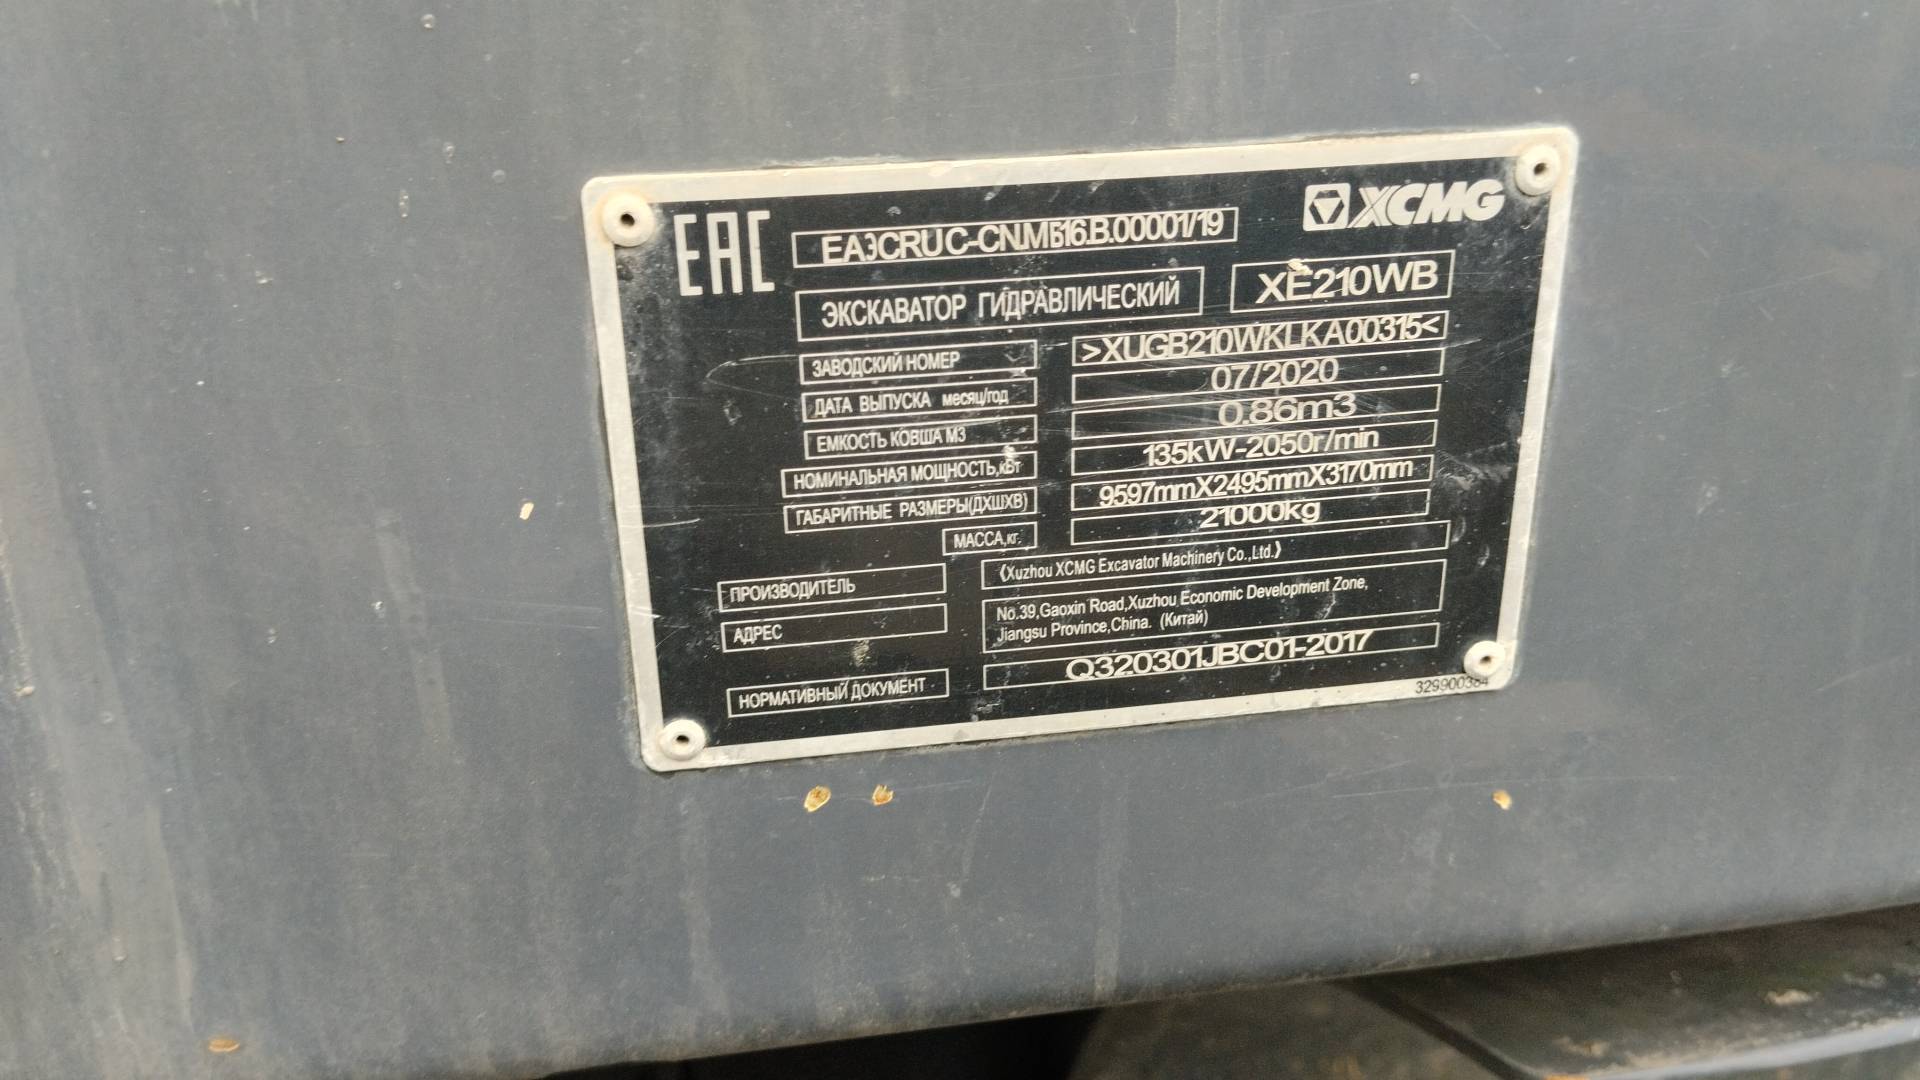 EAC
ЕАЭС RU C-CN.МБ16.В.00001/19
XCMG
ЭКСКАВАТОР ГИДРАВЛИЧЕСКИЙ
XE210WB
ЗАВОДСКИЙ НОМЕР
>XUGB210WKLKA00315<
ДАТА ВЫПУСКА месяц/год
07/2020
ЕМКОСТЬ КОВША М3
0.86m3
НОМИНАЛЬНАЯ МОЩНОСТЬ,кВт
135kW-2050r/min
ГАБАРИТНЫЕ РАЗМЕРЫ(ДХШХВ)
9597mmX2495mmX3170mm
МАССА,кг.
21000kg
ПРОИЗВОДИТЕЛЬ
《Xuzhou XCMG Excavator Machinery Co.,Ltd.》
АДРЕС
No.39,Gaoxin Road,Xuzhou Economic Development Zone,
Jiangsu Province,China. (Китай)
НОРМАТИВНЫЙ ДОКУМЕНТ
Q320301JBC01-2017
329900384